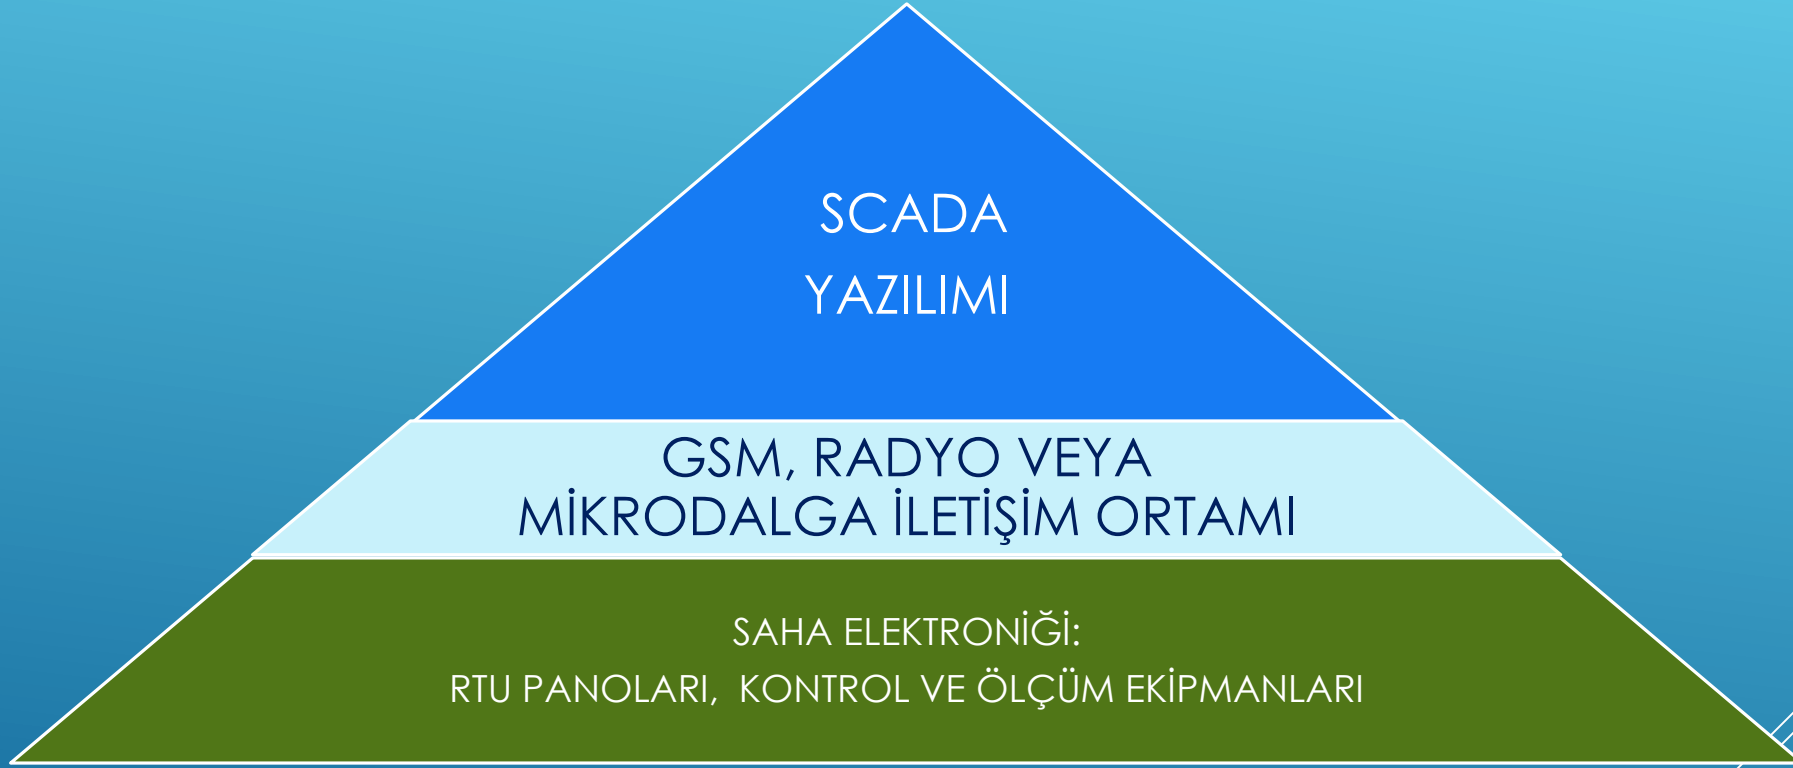 SCADA
YAZILIMI
GSM, RADYO VEYA
MİKRODALGA İLETİŞİM ORTAMI
SAHA ELEKTRONİĞİ:
RTU PANOLARI, KONTROL VE ÖLÇÜM EKİPMANLARI